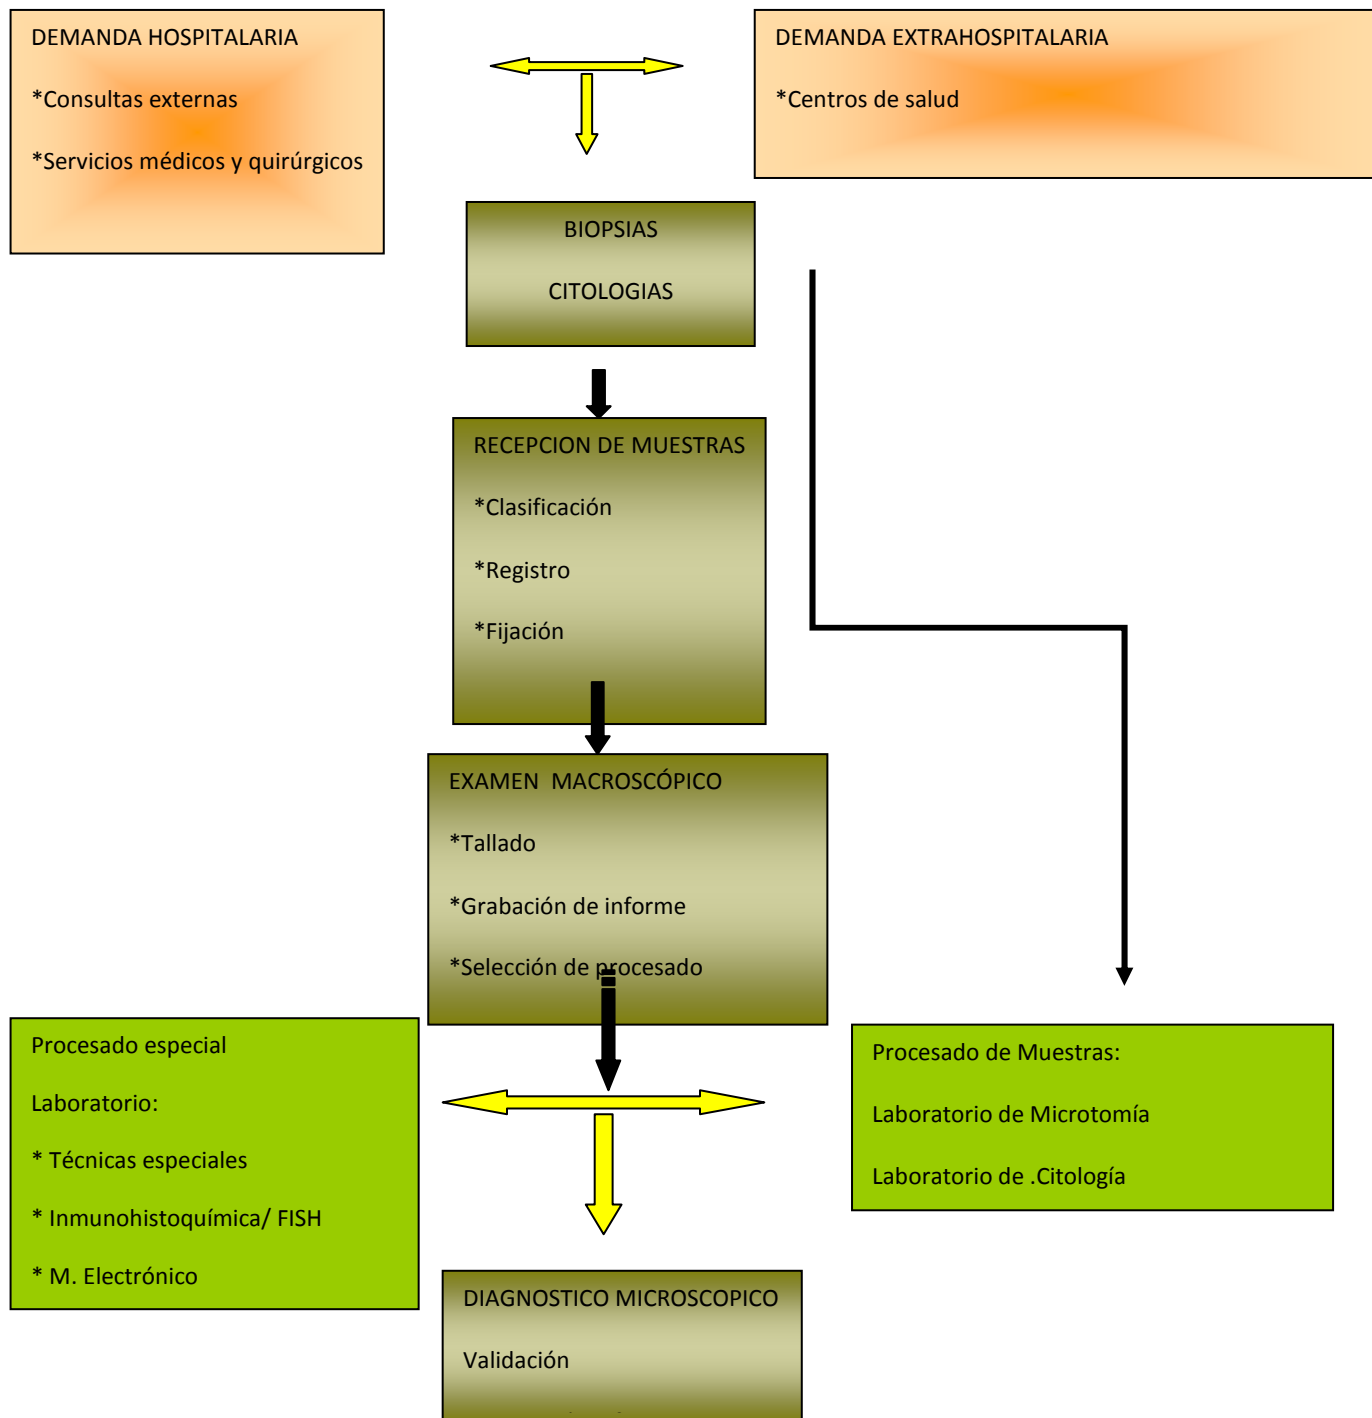 DEMANDA HOSPITALARIA
*Consultas externas
*Servicios médicos y quirúrgicos
DEMANDA EXTRAHOSPITALARIA
*Centros de salud
BIOPSIAS
CITOLOGIAS
RECEPCION DE MUESTRAS
*Clasificación
*Registro
*Fijación
EXAMEN  MACROSCÓPICO
*Tallado
*Grabación de informe
*Selección de procesado
Procesado especial
Laboratorio:
* Técnicas especiales
* Inmunohistoquímica/ FISH
* M. Electrónico
Procesado de Muestras:
Laboratorio de Microtomía
Laboratorio de .Citología
DIAGNOSTICO MICROSCOPICO
Validación